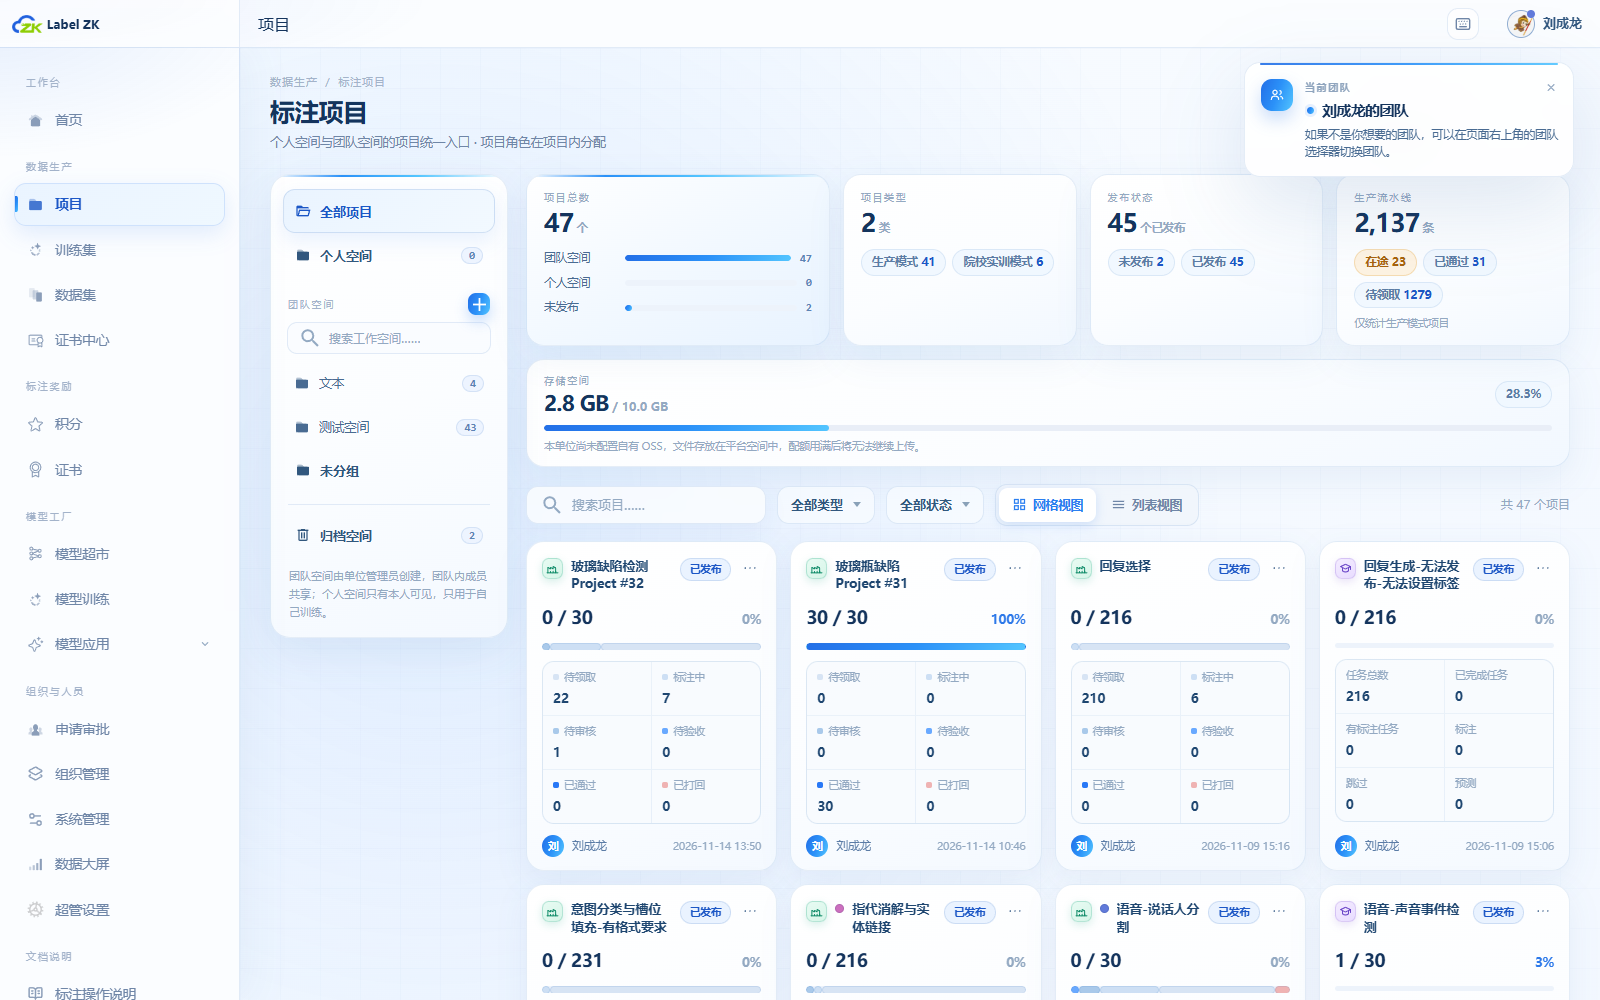 Label ZK
项目
刘成龙
工作台
首页
数据生产
项目
训练集
数据集
证书中心
标注奖励
积分
证书
模型工厂
模型超市
模型训练
模型应用
组织与人员
申请审批
组织管理
系统管理
数据大屏
超管设置
文档说明
标注操作说明
数据生产 / 标注项目
标注项目
个人空间与团队空间的项目统一入口 · 项目角色在项目内分配
当前团队
刘成龙的团队
如果不是你想要的团队，可以在页面右上角的团队
选择器切换团队。
全部项目
个人空间 0
团队空间
搜索工作空间......
文本 4
测试空间 43
未分组
归档空间 2
团队空间由单位管理员创建，团队内成员
共享；个人空间只有本人可见，只用于自
己训练。
项目总数
47 个
团队空间 47
个人空间 0
未发布 2
项目类型
2 类
生产模式 41 院校实训模式 6
发布状态
45 个已发布
未发布 2 已发布 45
生产流水线
2,137 条
在途 23 已通过 31
待领取 1279
仅统计生产模式项目
存储空间
2.8 GB / 10.0 GB
28.3%
本单位尚未配置自有 OSS，文件存放在平台空间中，配额用满后将无法继续上传。
搜索项目......
全部类型
全部状态
网格视图
列表视图
共 47 个项目
玻璃缺陷检测
Project #32
已发布
0 / 30 0%
待领取 标注中
22 7
待审核 待验收
1 0
已通过 已打回
0 0
刘 刘成龙 2026-11-14 13:50
玻璃瓶缺陷
Project #31
已发布
30 / 30 100%
待领取 标注中
0 0
待审核 待验收
0 0
已通过 已打回
30 0
刘 刘成龙 2026-11-14 10:46
回复选择
已发布
0 / 216 0%
待领取 标注中
210 6
待审核 待验收
0 0
已通过 已打回
0 0
刘 刘成龙 2026-11-09 15:16
回复生成-无法发
布-无法设置标签
已发布
0 / 216 0%
任务总数 已完成任务
216 0
有标注任务 标注
0 0
跳过 预测
0 0
刘 刘成龙 2026-11-09 15:06
意图分类与槽位
填充-有格式要求
已发布
0 / 231 0%
指代消解与实
体链接
已发布
0 / 216 0%
语音-说话人分
割
已发布
0 / 30 0%
语音-声音事件检
测
已发布
1 / 30 3%